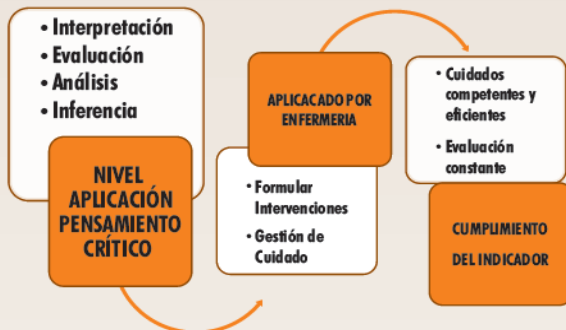 • Interpretación
• Evaluación
• Análisis
• Inferencia
NIVEL
APLICACIÓN
PENSAMIENTO
CRÍTICO
APLICACADO POR
ENFERMERIA
• Formular
Intervenciones
• Gestión de
Cuidado
• Cuidados
competentes y
eficientes
• Evaluación
constante
CUMPLIMIENTO
DEL INDICADOR